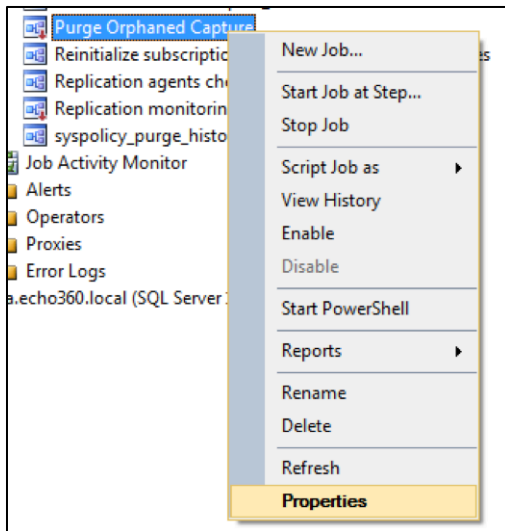 Purge Orphaned Capture
Reinitialize subscriptic
es
Replication agents che
Replication monitorin
syspolicy_purge_histo
Job Activity Monitor
Alerts
Operators
Proxies
Error Logs
a.echo360.local (SQL Server
New Job...
Start Job at Step...
Stop Job
Script Job as
View History
Enable
Disable
Start PowerShell
Reports
Rename
Delete
Refresh
Properties